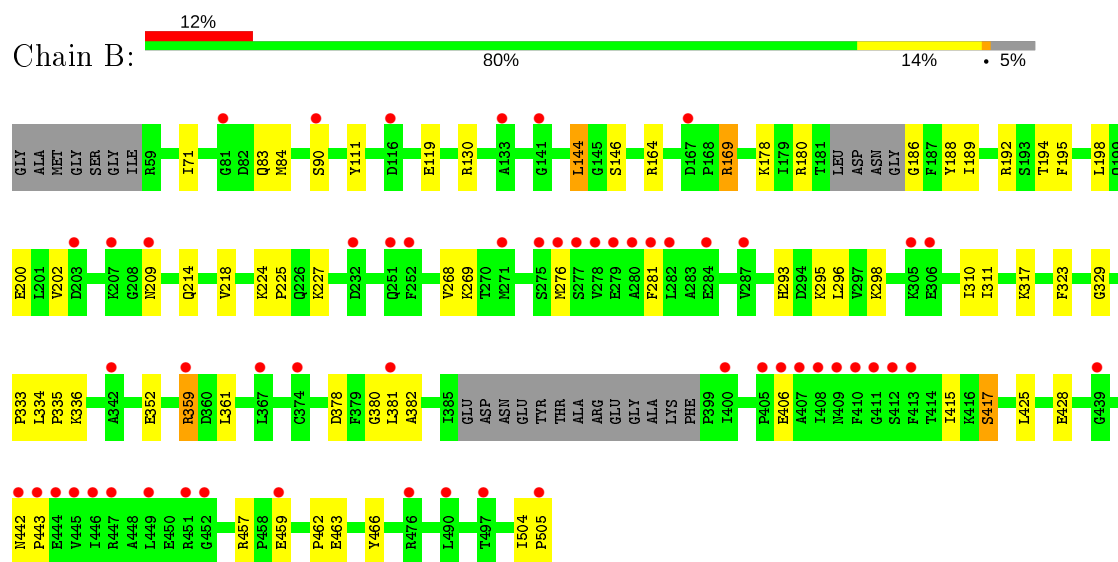 12%
Chain B:
80% 14% • 5%
GLY ALA MET GLY SER GLY ILE R59 I71 G81 D82 Q83 M84 S90 Y111 D116 E119 R130 A133 G141 L144 G145 S146 R164 D167 P168 R169 K178 I179 R180 T181 LEU ASP ASN GLY G186 F187 Y188 I189 R192 S193 T194 F195 L198 Q199
E200 L201 V202 D203 K207 G208 N209 Q214 V218 K224 P225 Q226 K227 D232 Q251 F252 V268 K269 T270 M271 S275 M276 S277 V278 E279 A280 F281 L282 A283 E284 V287 H293 D294 K295 L296 V297 K298 K305 E306 I310 I311 K317 F323 G329
P333 L334 P335 K336 A342 E352 R359 D360 L361 L367 C374 D378 F379 G380 L381 A382 I385 GLU ASP ASN GLU TYR THR ALA ARG GLU GLY ALA LYS PHE P399 I400 P405 E406 A407 I408 N409 F410 G411 S412 F413 T414 I415 K416 S417 L425 E428 G439
N442 P443 E444 V445 I446 R447 A448 L449 E450 R451 G452 R457 P458 E459 P462 E463 Y466 R476 L490 T497 I504 P505